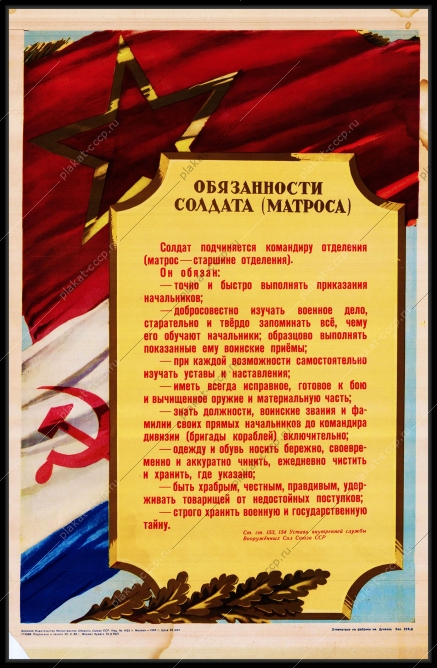 ОБЯЗАННОСТИ
СОЛДАТА (МАТРОСА)
Солдат подчиняется командиру отделения
(матрос—старшине отделения).
Он обязан:
—точно и быстро выполнять приказания
начальников;
—добросовестно изучать военное дело,
старательно и твёрдо запоминать всё, чему
его обучают начальники; образцово выполнять
показанные ему воинские приёмы;
—при каждой возможности самостоятельно
изучать уставы и наставления;
—иметь всегда исправное, готовое к бою
и вычищенное оружие и материальную часть;
—знать должности, воинские звания и фа-
милии своих прямых начальников до командира
дивизии (бригады кораблей) включительно;
—одежду и обувь носить бережно, своевре-
менно и аккуратно чинить, ежедневно чистить
и хранить, где указано;
—быть храбрым, честным, правдивым, удер-
живать товарищей от недостойных поступков;
—строго хранить военную и государственную
тайну.
Ст. ст. 153, 154 Устава внутренней службы
Вооружённых Сил Союза ССР
plakat-cccp.ru